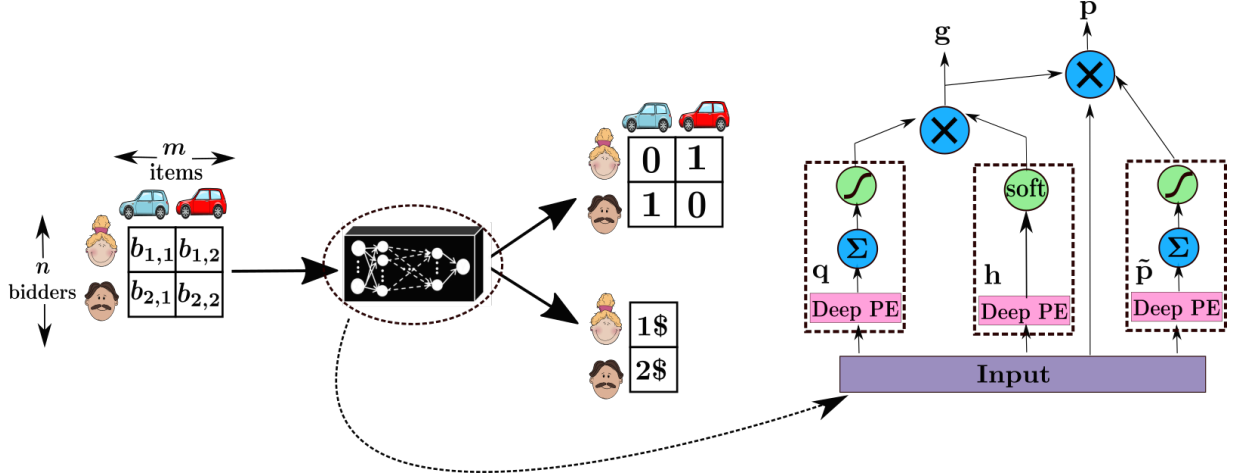 m
items
n
bidders
b1,1 b1,2
b2,1 b2,2
0 1
1 0
1$
2$
p
g
soft
Σ
Σ
q
h
p̃
Deep PE
Deep PE
Deep PE
Input